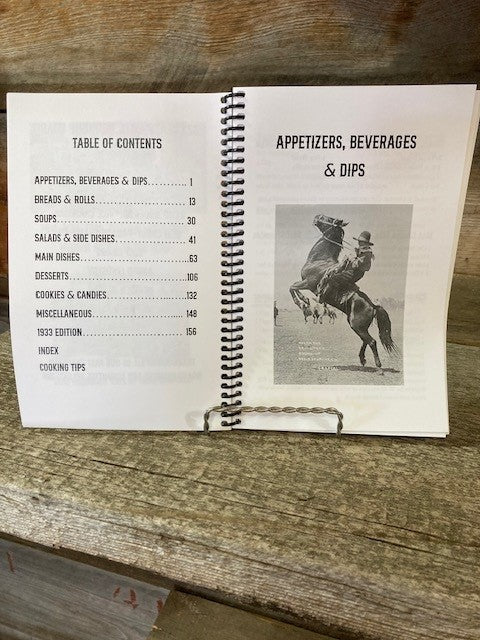 TABLE OF CONTENTS
APPETIZERS, BEVERAGES & DIPS........... 1
BREADS & ROLLS........................13
SOUPS.................................30
SALADS & SIDE DISHES..................41
MAIN DISHES...........................63
DESSERTS.............................106
COOKIES & CANDIES....................132
MISCELLANEOUS........................148
1933 EDITION.........................156
INDEX
COOKING TIPS
APPETIZERS, BEVERAGES
& DIPS